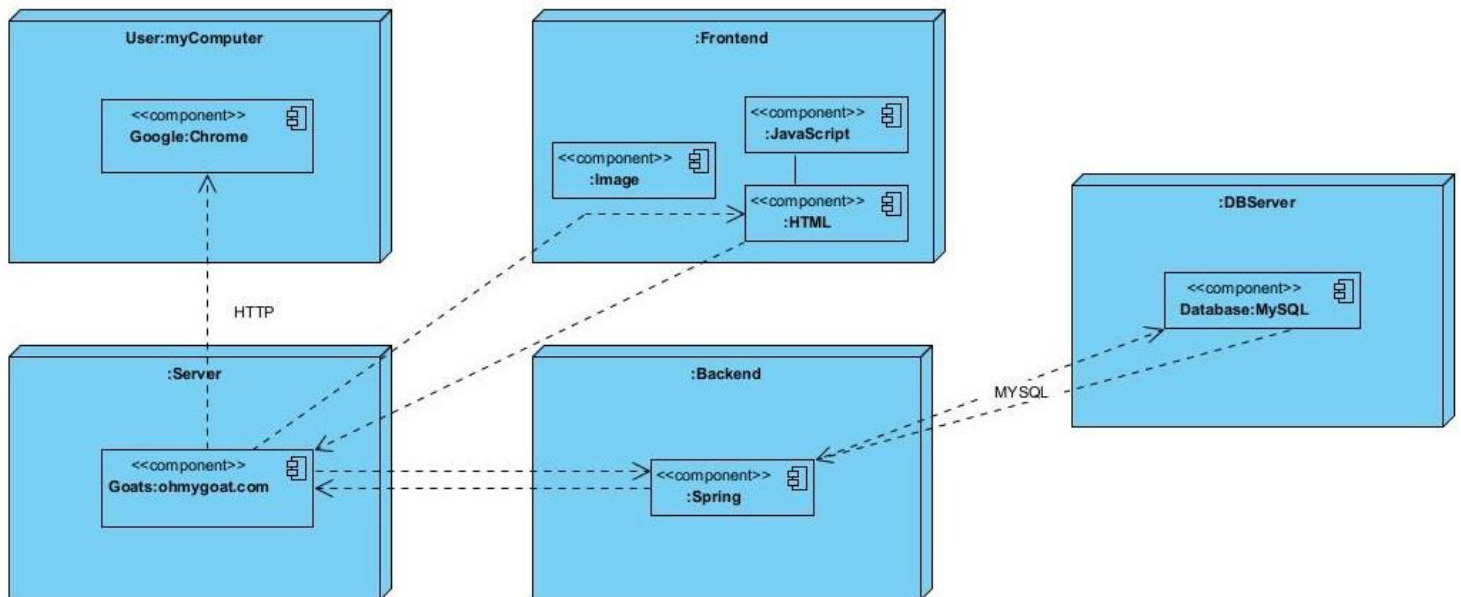 User:myComputer
<<component>>
Google:Chrome
:Frontend
<<component>>
:JavaScript
<<component>>
:Image
<<component>>
:HTML
:DBServer
<<component>>
Database:MySQL
HTTP
MYSQL
:Server
<<component>>
Goats:ohmygoat.com
:Backend
<<component>>
:Spring